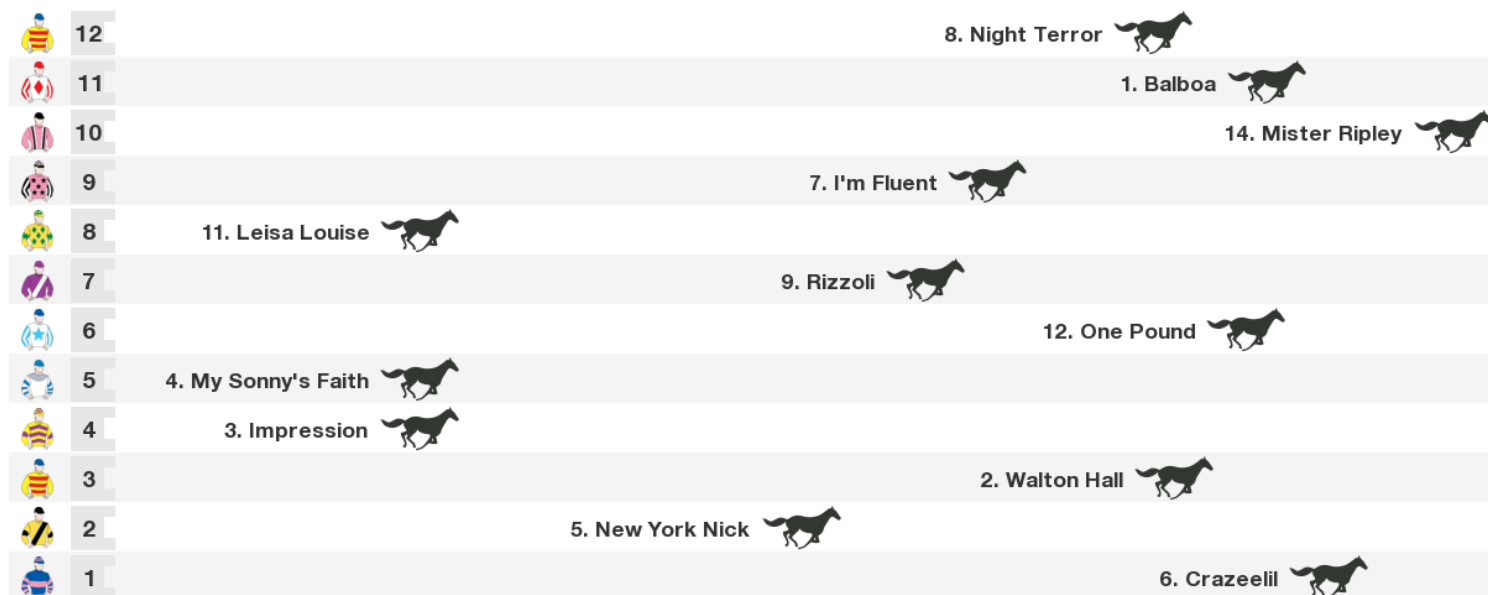 12 8. Night Terror
11 1. Balboa
10 14. Mister Ripley
9 7. I'm Fluent
8 11. Leisa Louise
7 9. Rizzoli
6 12. One Pound
5 4. My Sonny's Faith
4 3. Impression
3 2. Walton Hall
2 5. New York Nick
1 6. Crazeelil